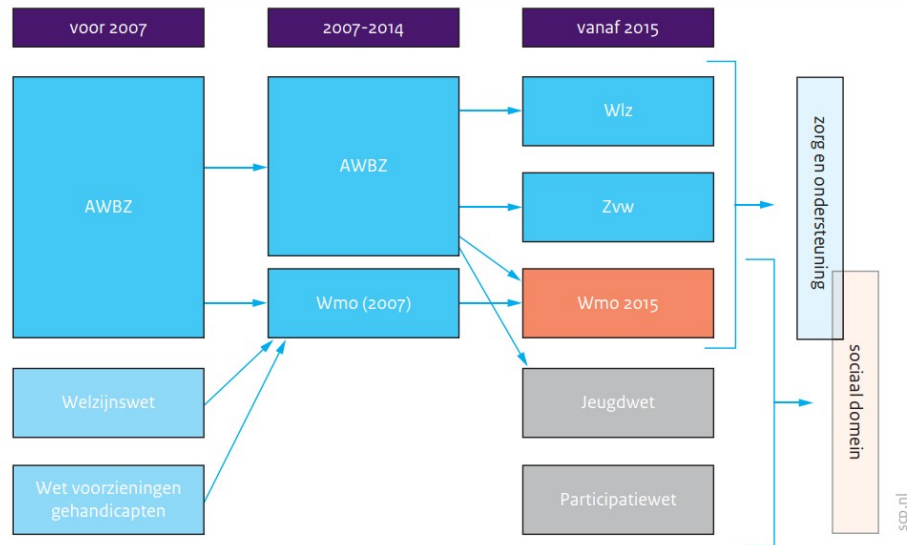 voor 2007
2007-2014
vanaf 2015
AWBZ
AWBZ
Wlz
Zvw
Wmo (2007)
Wmo 2015
Welzijnswet
Jeugdwet
Wet voorzieningen
gehandicapten
Participatiewet
zorg en ondersteuning
sociaal domein
scp.nl